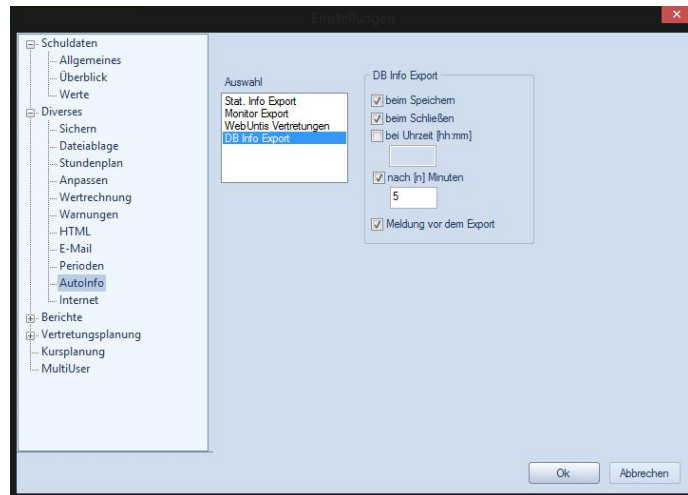 Einstellungen
Schuldaten
Allgemeines
Überblick
Werte
Diverses
Sichern
Dateiablage
Stundenplan
Anpassen
Wertrechnung
Warnungen
HTML
E-Mail
Perioden
AutoInfo
Internet
Berichte
Vertretungsplanung
Kursplanung
MultiUser
Auswahl
Stat. Info Export
Monitor Export
WebUntis Vertretungen
DB Info Export
DB Info Export
beim Speichern
beim Schließen
bei Uhrzeit [hh:mm]
nach [n] Minuten
5
Meldung vor dem Export
Ok
Abbrechen